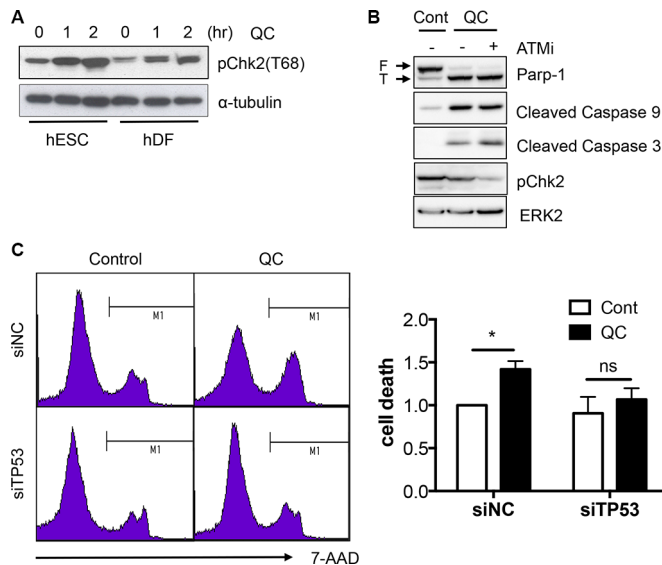 A
0 1 2 0 1 2 (hr) QC
pChk2(T68)
α-tubulin
hESC hDF
B
Cont QC
- - + ATMi
F
T
Parp-1
Cleaved Caspase 9
Cleaved Caspase 3
pChk2
ERK2
C
Control QC
siNC
M1 M1
siTP53
M1 M1
7-AAD
Cont
QC
cell death
2.0
1.5
1.0
0.5
0.0
* ns
siNC siTP53